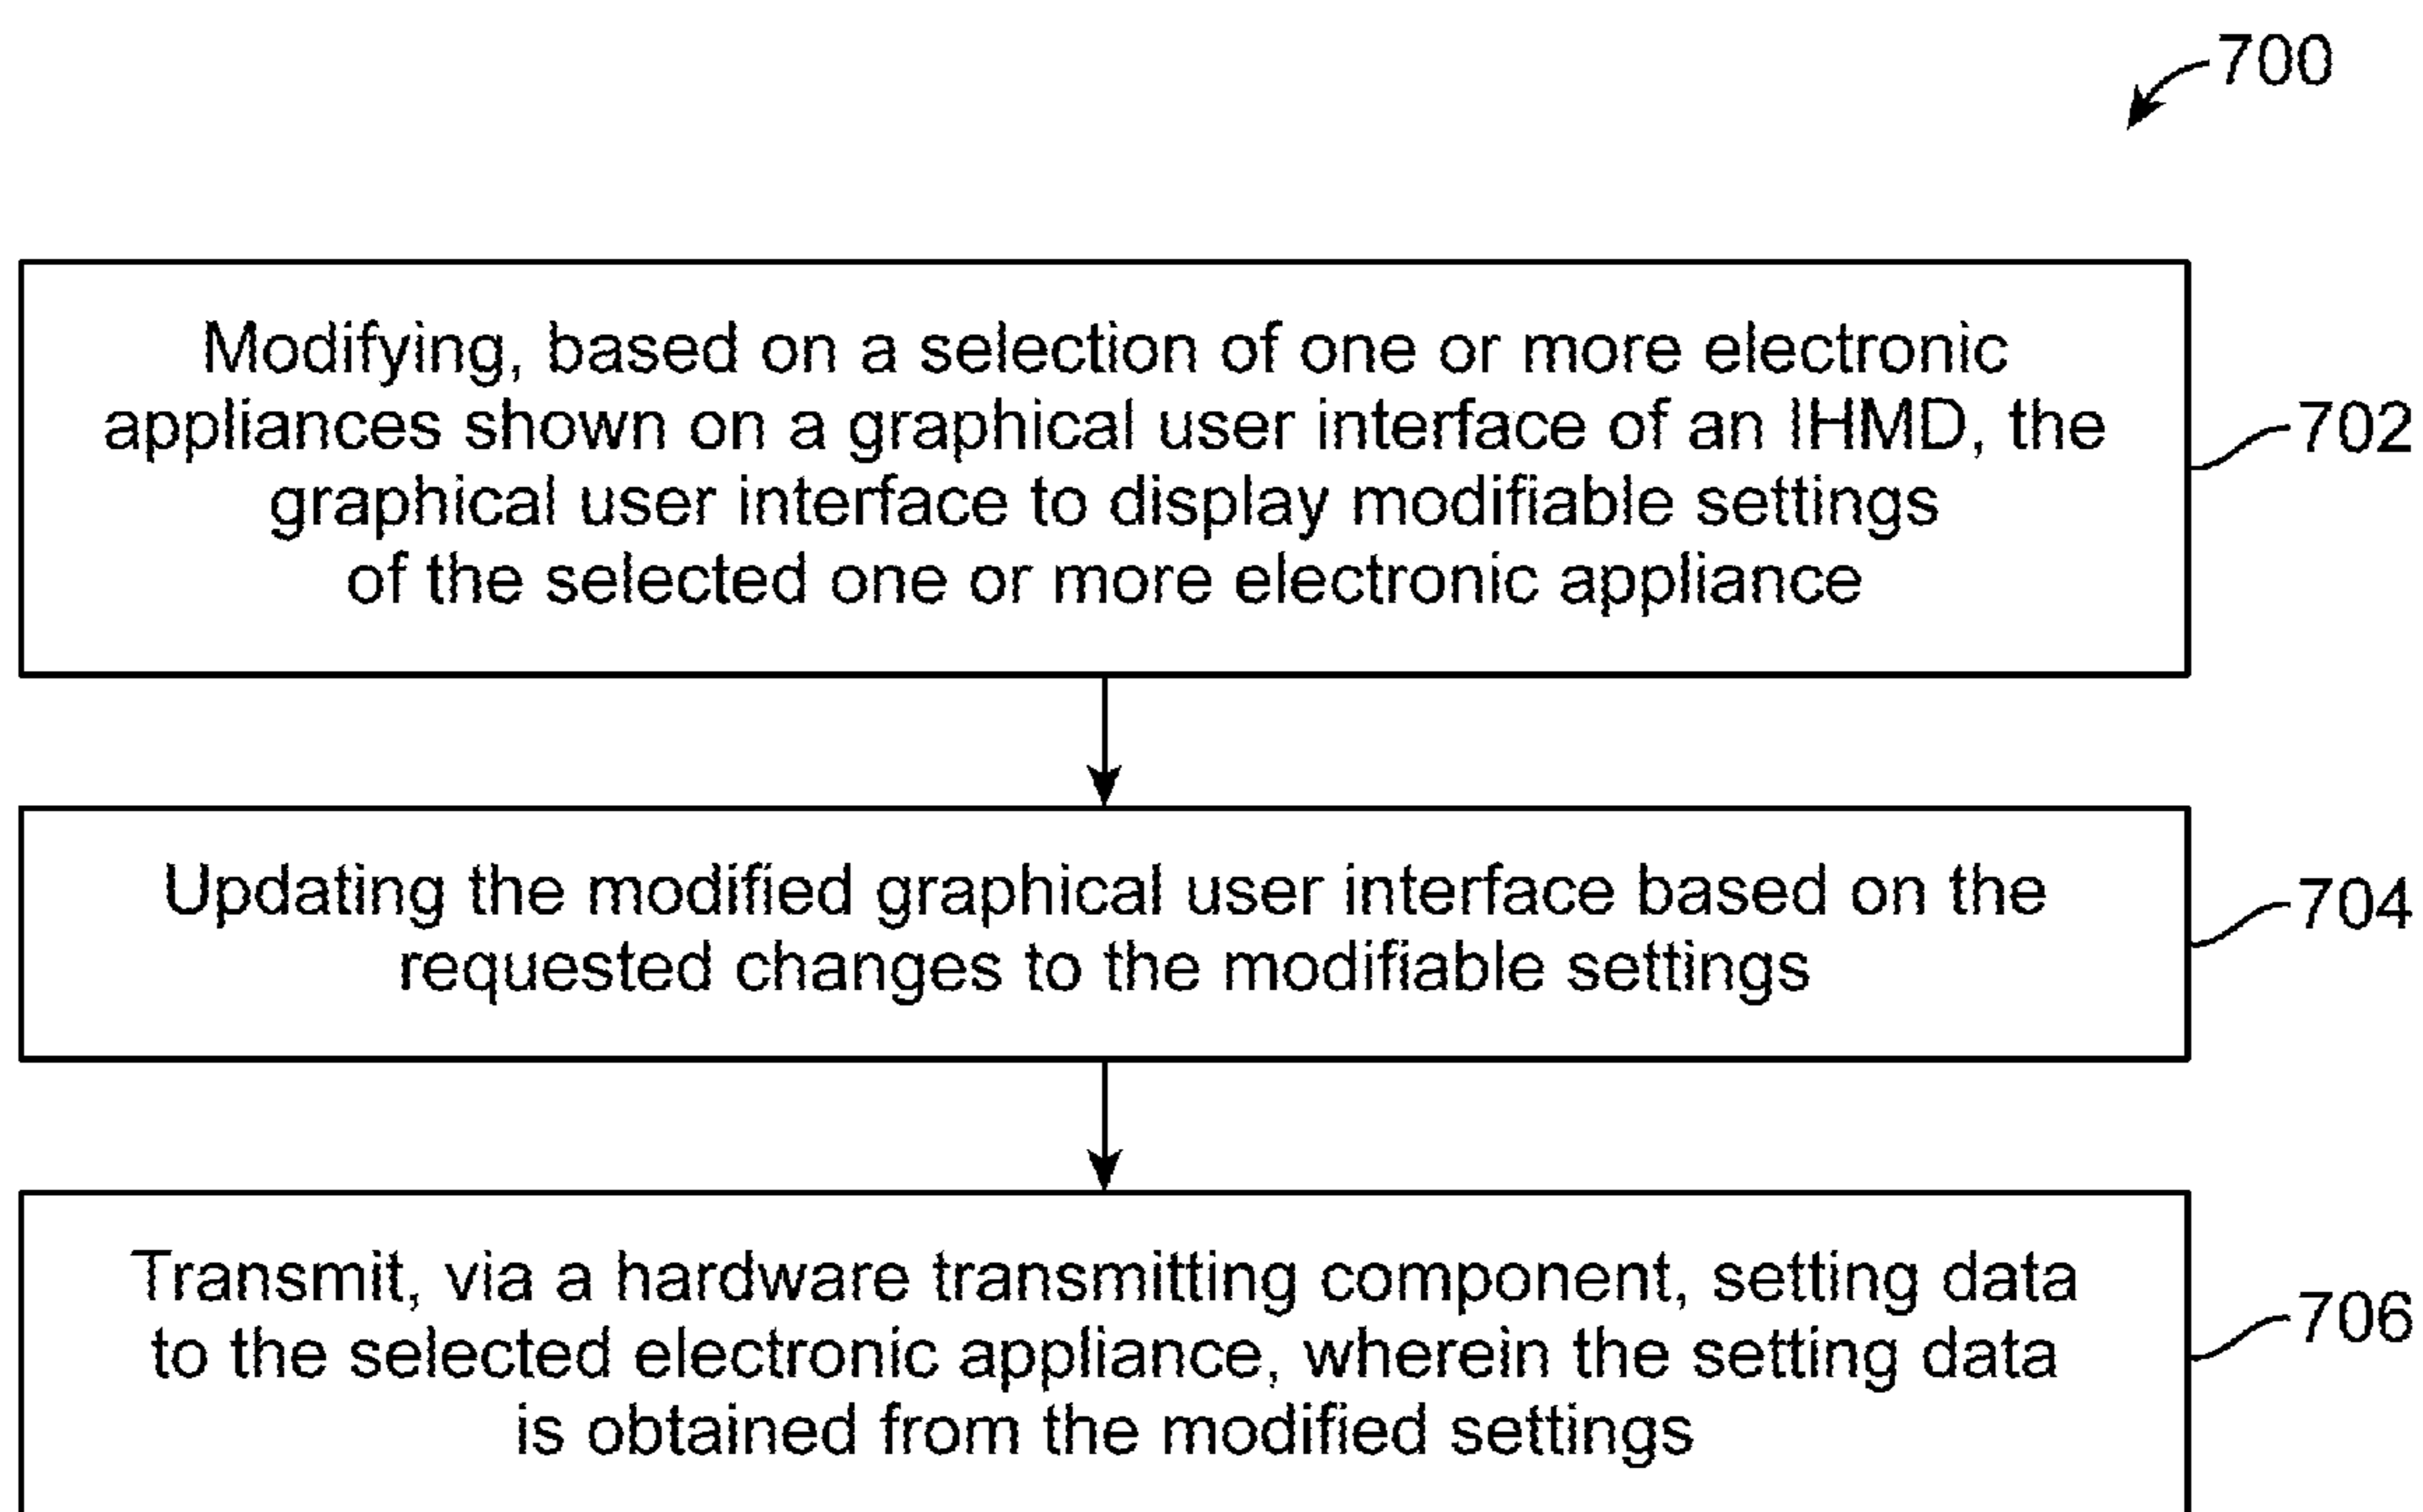 700
Modifying, based on a selection of one or more electronic
appliances shown on a graphical user interface of an IHMD, the
graphical user interface to display modifiable settings
of the selected one or more electronic appliance
702
Updating the modified graphical user interface based on the
requested changes to the modifiable settings
704
Transmit, via a hardware transmitting component, setting data
to the selected electronic appliance, wherein the setting data
is obtained from the modified settings
706